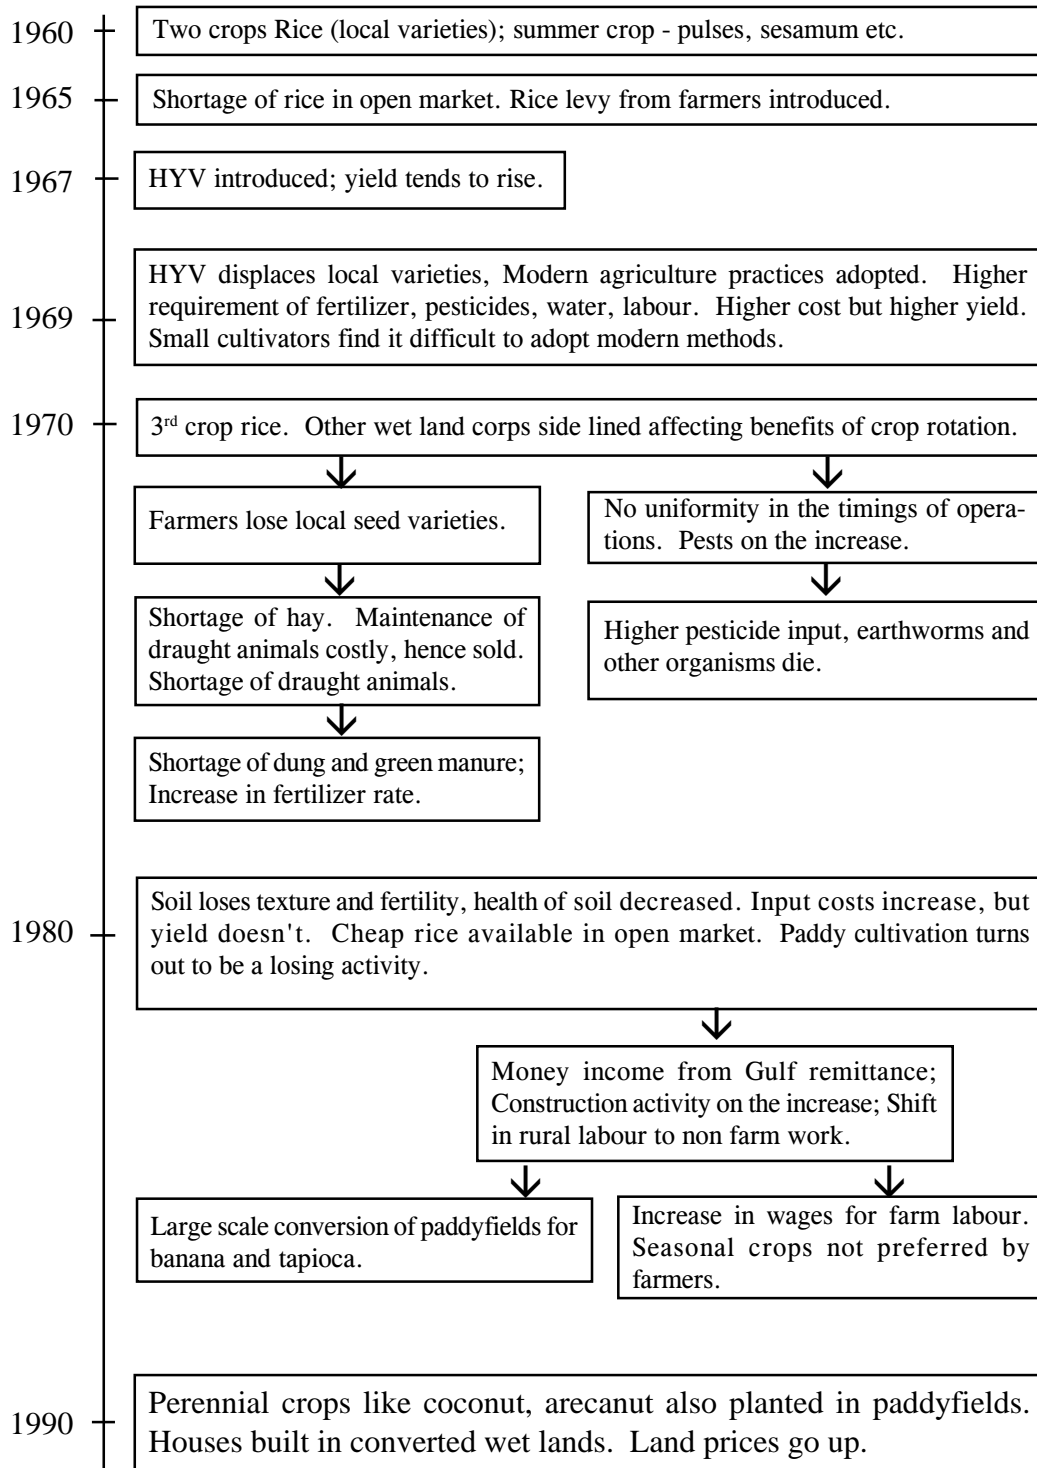 1960
Two crops Rice (local varieties); summer crop - pulses, sesamum etc.
1965
Shortage of rice in open market. Rice levy from farmers introduced.
1967
HYV introduced; yield tends to rise.
1969
HYV displaces local varieties, Modern agriculture practices adopted. Higher
requirement of fertilizer, pesticides, water, labour. Higher cost but higher yield.
Small cultivators find it difficult to adopt modern methods.
1970
3rd crop rice. Other wet land corps side lined affecting benefits of crop rotation.
Farmers lose local seed varieties.
No uniformity in the timings of opera-
tions. Pests on the increase.
Shortage of hay. Maintenance of
draught animals costly, hence sold.
Shortage of draught animals.
Higher pesticide input, earthworms and
other organisms die.
Shortage of dung and green manure;
Increase in fertilizer rate.
1980
Soil loses texture and fertility, health of soil decreased. Input costs increase, but
yield doesn't. Cheap rice available in open market. Paddy cultivation turns
out to be a losing activity.
Money income from Gulf remittance;
Construction activity on the increase; Shift
in rural labour to non farm work.
Large scale conversion of paddyfields for
banana and tapioca.
Increase in wages for farm labour.
Seasonal crops not preferred by
farmers.
1990
Perennial crops like coconut, arecanut also planted in paddyfields.
Houses built in converted wet lands. Land prices go up.